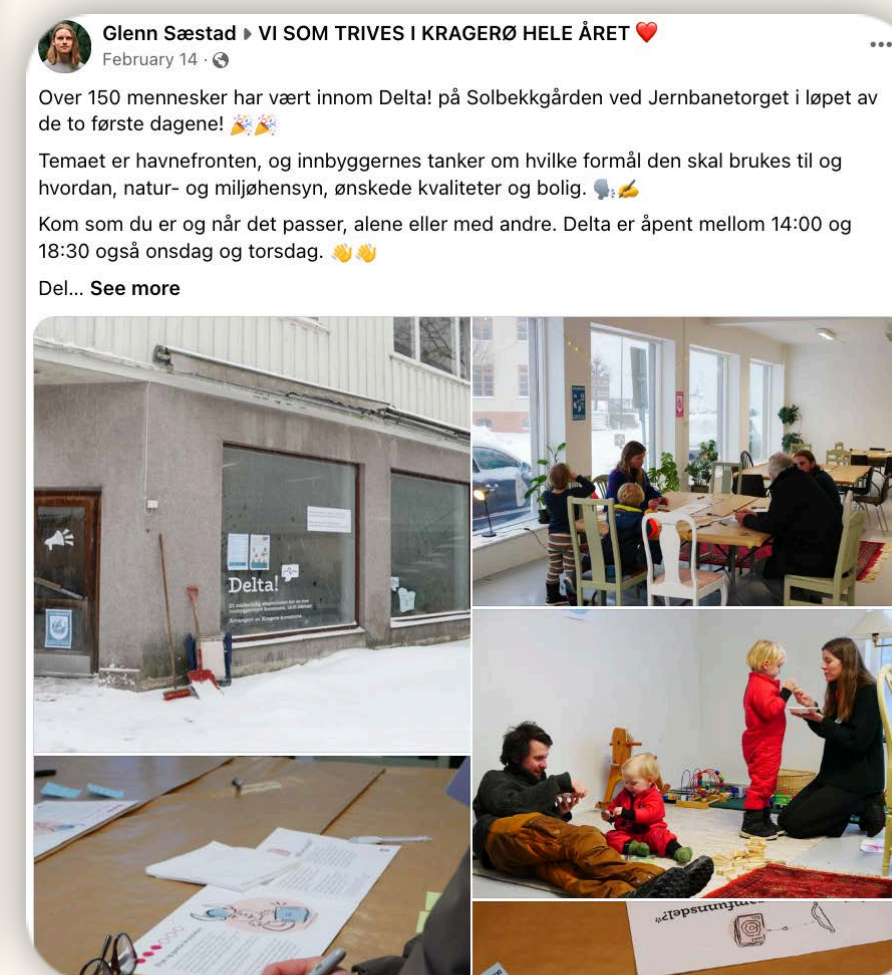 Glenn Sæstad ▸ VI SOM TRIVES I KRAGERØ HELE ÅRET ❤️
February 14 ·
Over 150 mennesker har vært innom Delta! på Solbekkgården ved Jernbanetorget i løpet av
de to første dagene! 🎉🎉
Temaet er havnefronten, og innbyggernes tanker om hvilke formål den skal brukes til og
hvordan, natur- og miljøhensyn, ønskede kvaliteter og bolig. 🗣️✍️
Kom som du er og når det passer, alene eller med andre. Delta er åpent mellom 14:00 og
18:30 også onsdag og torsdag. 👋👋
Del... See more
Delta!